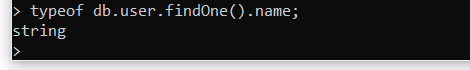 > typeof db.user.findOne().name;
string
>